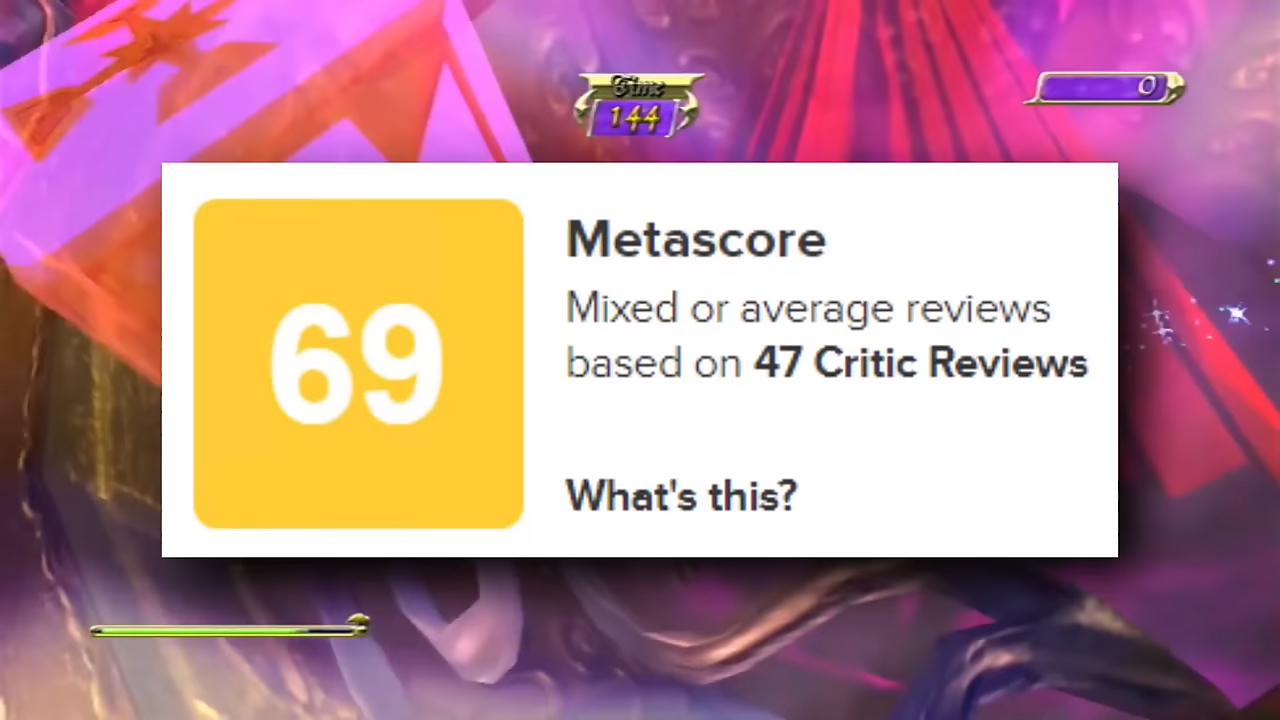 Time
144
0
69
Metascore
Mixed or average reviews
based on 47 Critic Reviews
What's this?